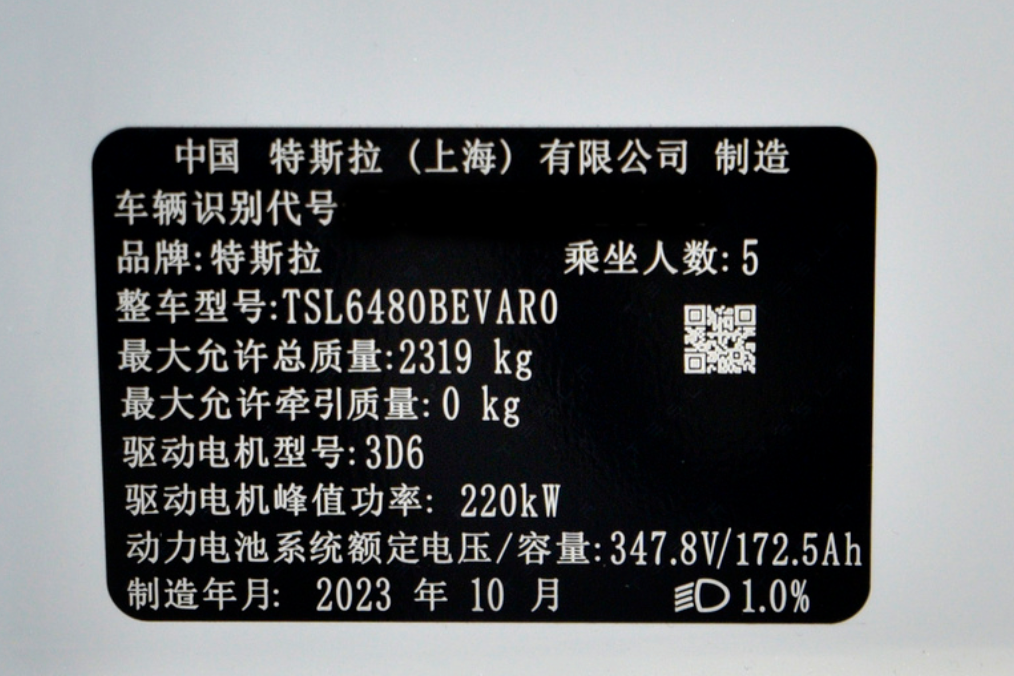 中国 特斯拉 (上海) 有限公司 制造
车辆识别代号
品牌:特斯拉 乘坐人数:5
整车型号:TSL6480BEVAR0
最大允许总质量:2319 kg
最大允许牵引质量:0 kg
驱动电机型号:3D6
驱动电机峰值功率: 220kW
动力电池系统额定电压/容量:347.8V/172.5Ah
制造年月: 2023 年 10 月 1.0%